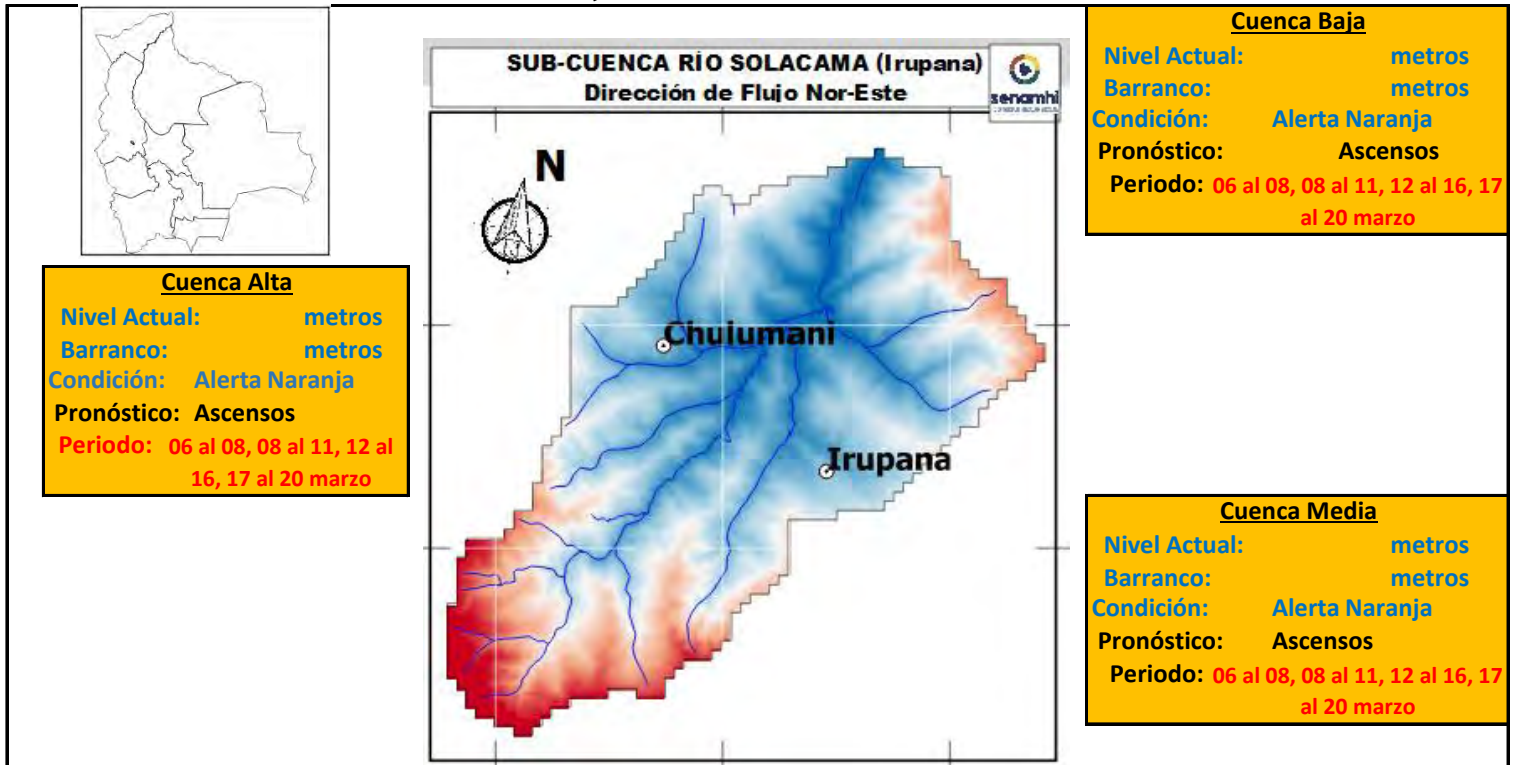 SUB-CUENCA RÍO SOLACAMA (Irupana)
Dirección de Flujo Nor-Este
senamhi
N
Chulumani
Irupana
Cuenca Alta
Nivel Actual: metros
Barranco: metros
Condición: Alerta Naranja
Pronóstico: Ascensos
Periodo: 06 al 08, 08 al 11, 12 al
16, 17 al 20 marzo
Cuenca Baja
Nivel Actual: metros
Barranco: metros
Condición: Alerta Naranja
Pronóstico: Ascensos
Periodo: 06 al 08, 08 al 11, 12 al 16, 17
al 20 marzo
Cuenca Media
Nivel Actual: metros
Barranco: metros
Condición: Alerta Naranja
Pronóstico: Ascensos
Periodo: 06 al 08, 08 al 11, 12 al 16, 17
al 20 marzo